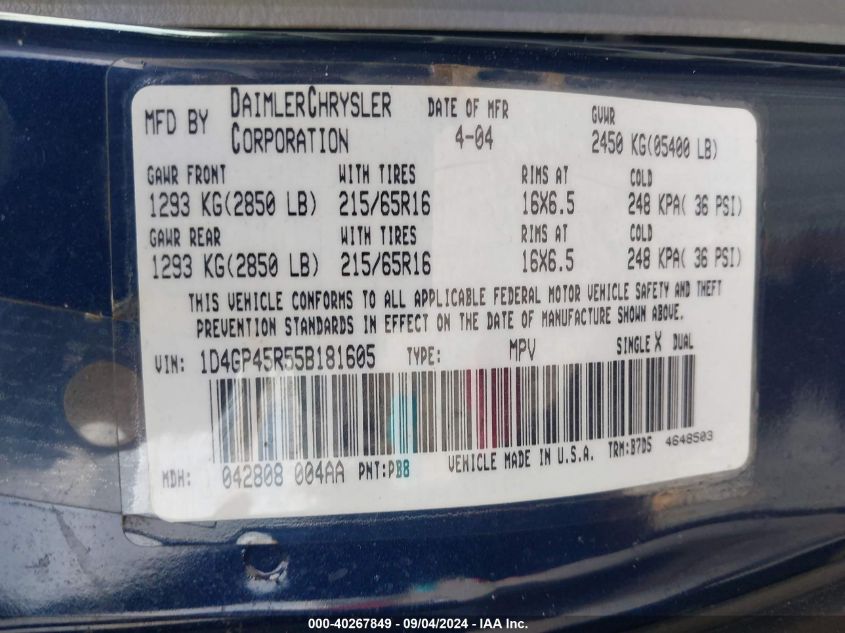 MFD BY DAIMLERCHRYSLER CORPORATION DATE OF MFR 4-04 GVWR 2450 KG(05400 LB)
GAWR FRONT WITH TIRES RIMS AT COLD
1293 KG(2850 LB) 215/65R16 16X6.5 248 KPA( 36 PSI)
GAWR REAR WITH TIRES RIMS AT COLD
1293 KG(2850 LB) 215/65R16 16X6.5 248 KPA( 36 PSI)
THIS VEHICLE CONFORMS TO ALL APPLICABLE FEDERAL MOTOR VEHICLE SAFETY AND THEFT
PREVENTION STANDARDS IN EFFECT ON THE DATE OF MANUFACTURE SHOWN ABOVE.
VIN: 1D4GP45R55B181605 TYPE: MPV SINGLE X DUAL
MDH: 042808 004AA PNT:PB8 VEHICLE MADE IN U.S.A. TRM:B7D5 4648503
000-40267849 - 09/04/2024 - IAA Inc.